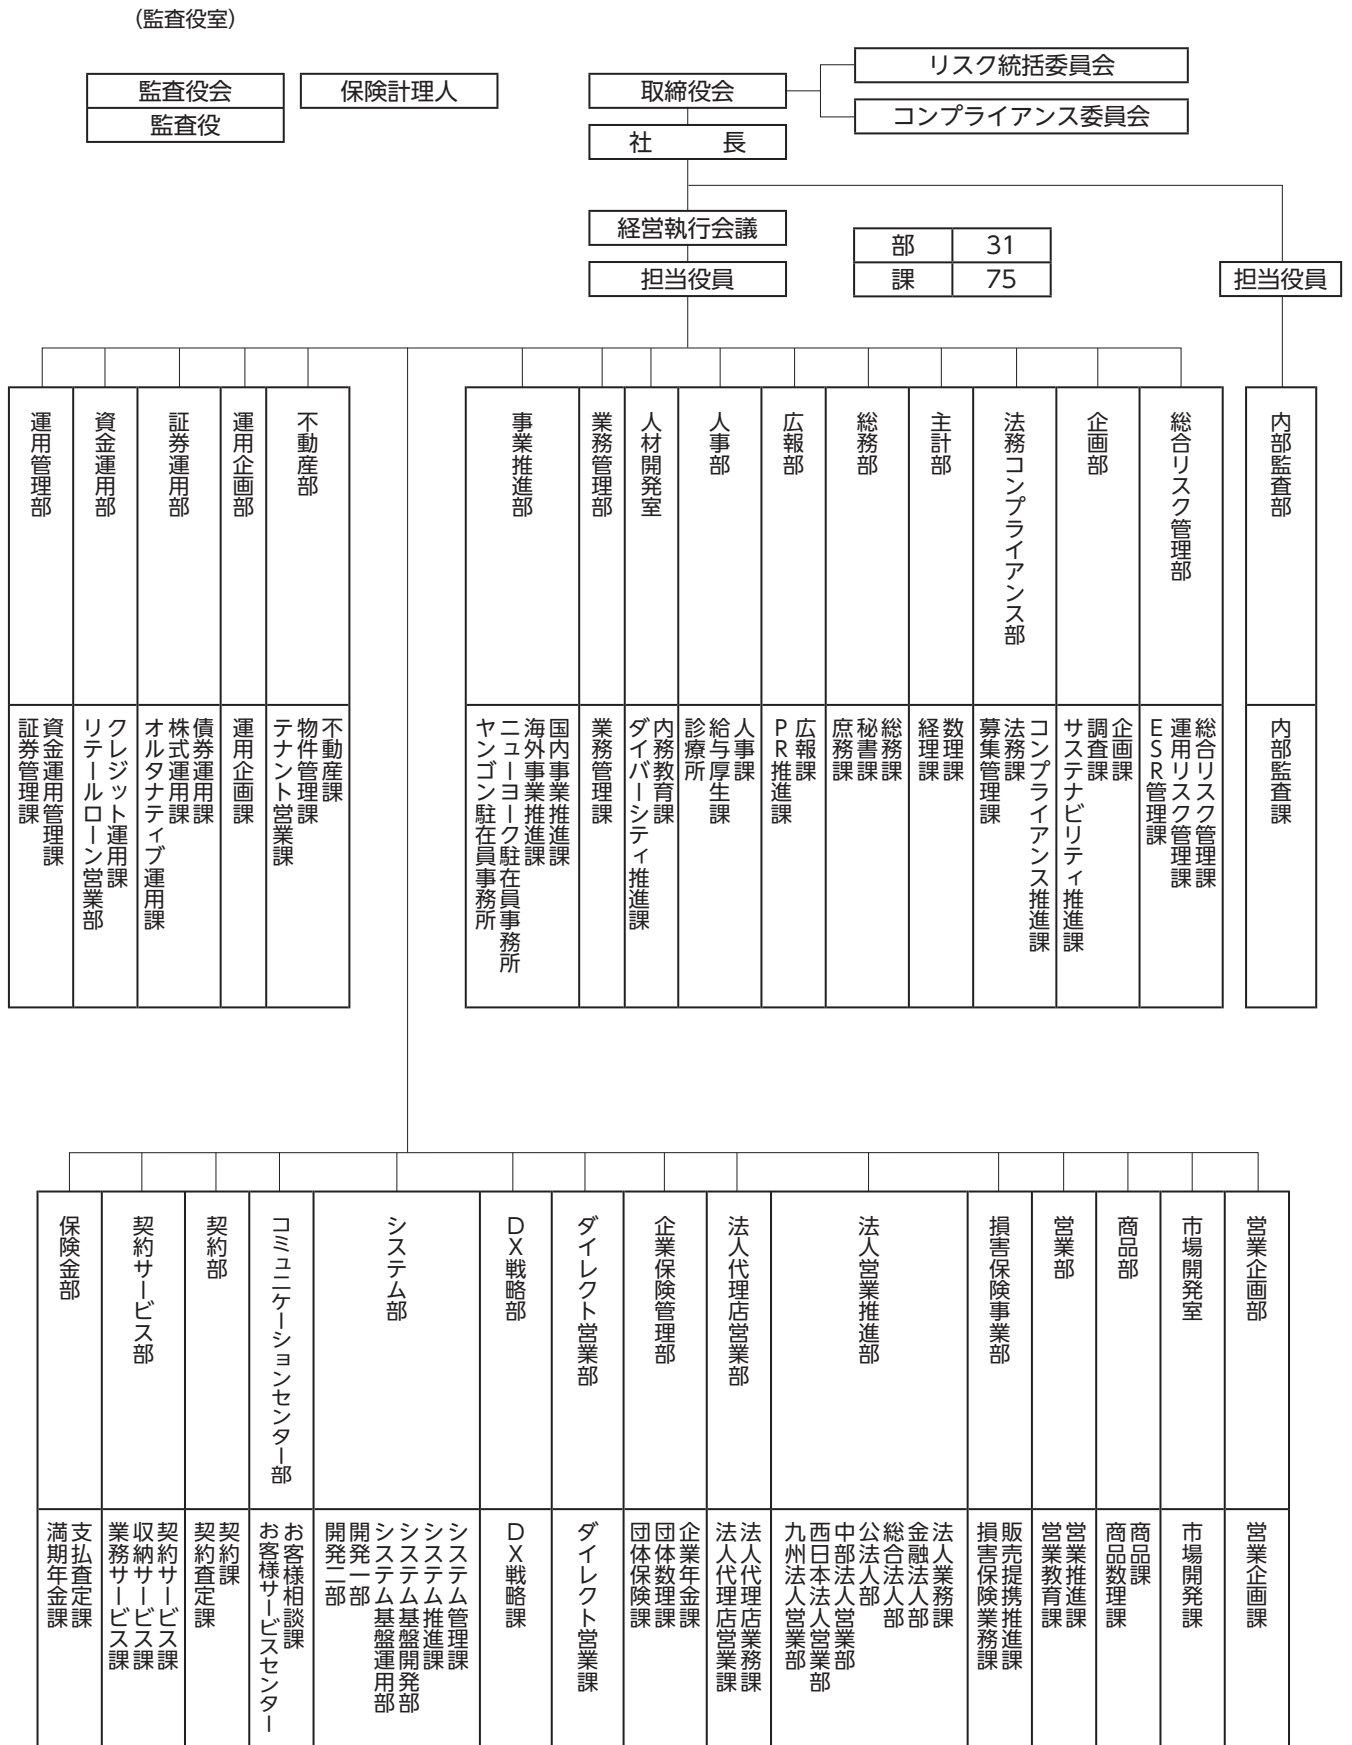 （監査役室）
監査役会
監査役
保険計理人
取締役会
社　　長
リスク統括委員会
コンプライアンス委員会
経営執行会議
担当役員
部 31
課 75
担当役員
運用管理部
資金運用部
証券運用部
運用企画部
不動産部
事業推進部
業務管理部
人材開発室
人事部
広報部
総務部
主計部
法務コンプライアンス部
企画部
総合リスク管理部
内部監査部
資金運用管理課
証券管理課
クレジット運用課
リテールローン営業部
債券運用課
株式運用課
オルタナティブ運用課
運用企画課
不動産課
物件管理課
テナント営業課
国内事業推進課
海外事業推進課
ニューヨーク駐在員事務所
ヤンゴン駐在員事務所
業務管理課
内務教育課
ダイバーシティ推進課
人事課
給与厚生課
診療所
広報課
ＰＲ推進課
総務課
秘書課
庶務課
数理課
経理課
コンプライアンス推進課
法務課
募集管理課
企画課
調査課
サステナビリティ推進課
総合リスク管理課
運用リスク管理課
ＥＳＲ管理課
内部監査課
保険金部
契約サービス部
契約部
コミュニケーションセンター部
システム部
ＤＸ戦略部
ダイレクト営業部
企業保険管理部
法人代理店営業部
法人営業推進部
損害保険事業部
営業部
商品部
市場開発室
営業企画部
支払査定課
満期年金課
契約サービス課
収納サービス課
業務サービス課
契約課
契約査定課
お客様相談課
お客様サービスセンター
システム管理課
システム推進課
システム基盤開発部
システム基盤運用部
開発一部
開発二部
ＤＸ戦略課
ダイレクト営業課
企業年金課
団体数理課
団体保険課
法人代理店業務課
法人代理店営業課
法人業務課
金融法人部
総合法人部
公法人部
中部法人営業部
西日本法人営業部
九州法人営業部
販売提携推進課
損害保険業務課
営業推進課
営業教育課
商品課
商品数理課
市場開発課
営業企画課